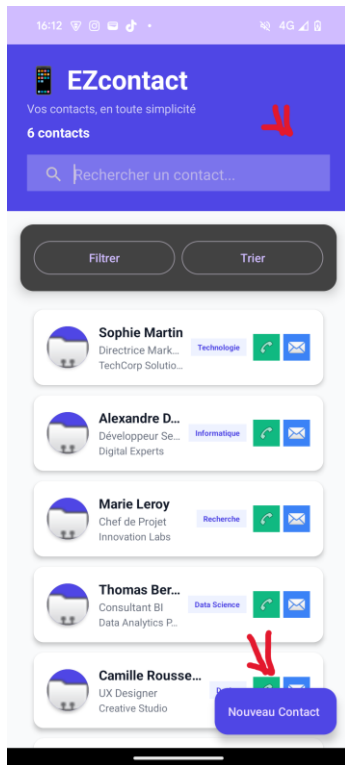 16:12 4G
EZcontact
Vos contacts, en toute simplicité
6 contacts
Rechercher un contact...
Filtrer Trier
Sophie Martin
Directrice Mark... Technologie
TechCorp Solutio...
Alexandre D...
Développeur Se... Informatique
Digital Experts
Marie Leroy
Chef de Projet Recherche
Innovation Labs
Thomas Ber...
Consultant BI Data Science
Data Analytics P...
Camille Rousse...
UX Designer
Creative Studio
Nouveau Contact